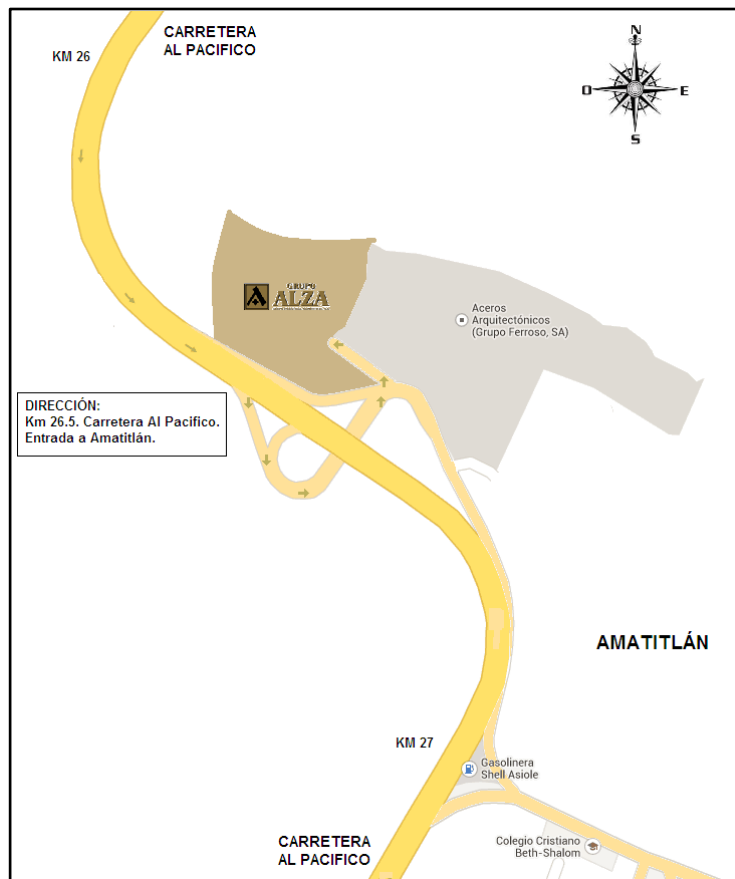 CARRETERA
AL PACIFICO
KM 26
N
O
E
S
GRUPO
ALZA
Aceros
Arquitectónicos
(Grupo Ferroso, SA)
DIRECCIÓN:
Km 26.5. Carretera Al Pacifico.
Entrada a Amatitlán.
AMATITLÁN
KM 27
Gasolinera
Shell Asiole
CARRETERA
AL PACIFICO
Colegio Cristiano
Beth-Shalom